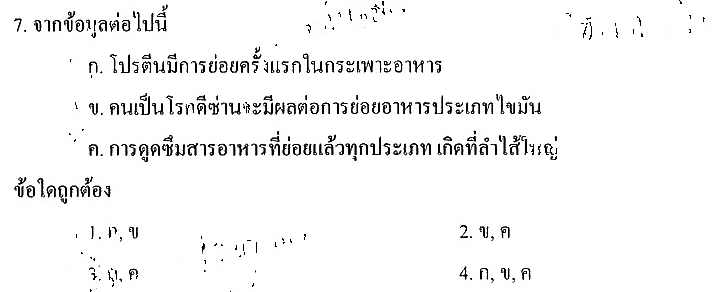 7. จากข้อมูลต่อไปนี้
ก. โปรตีนมีการย่อยครั้งแรกในกระเพาะอาหาร
ข. คนเป็นโรคดีซ่านจะมีผลต่อการย่อยอาหารประเภทไขมัน
ค. การดูดซึมสารอาหารที่ย่อยแล้วทุกประเภท เกิดที่ลำไส้ใหญ่
ข้อใดถูกต้อง
1. ก, ข 2. ข, ค
3. ก, ค 4. ก, ข, ค